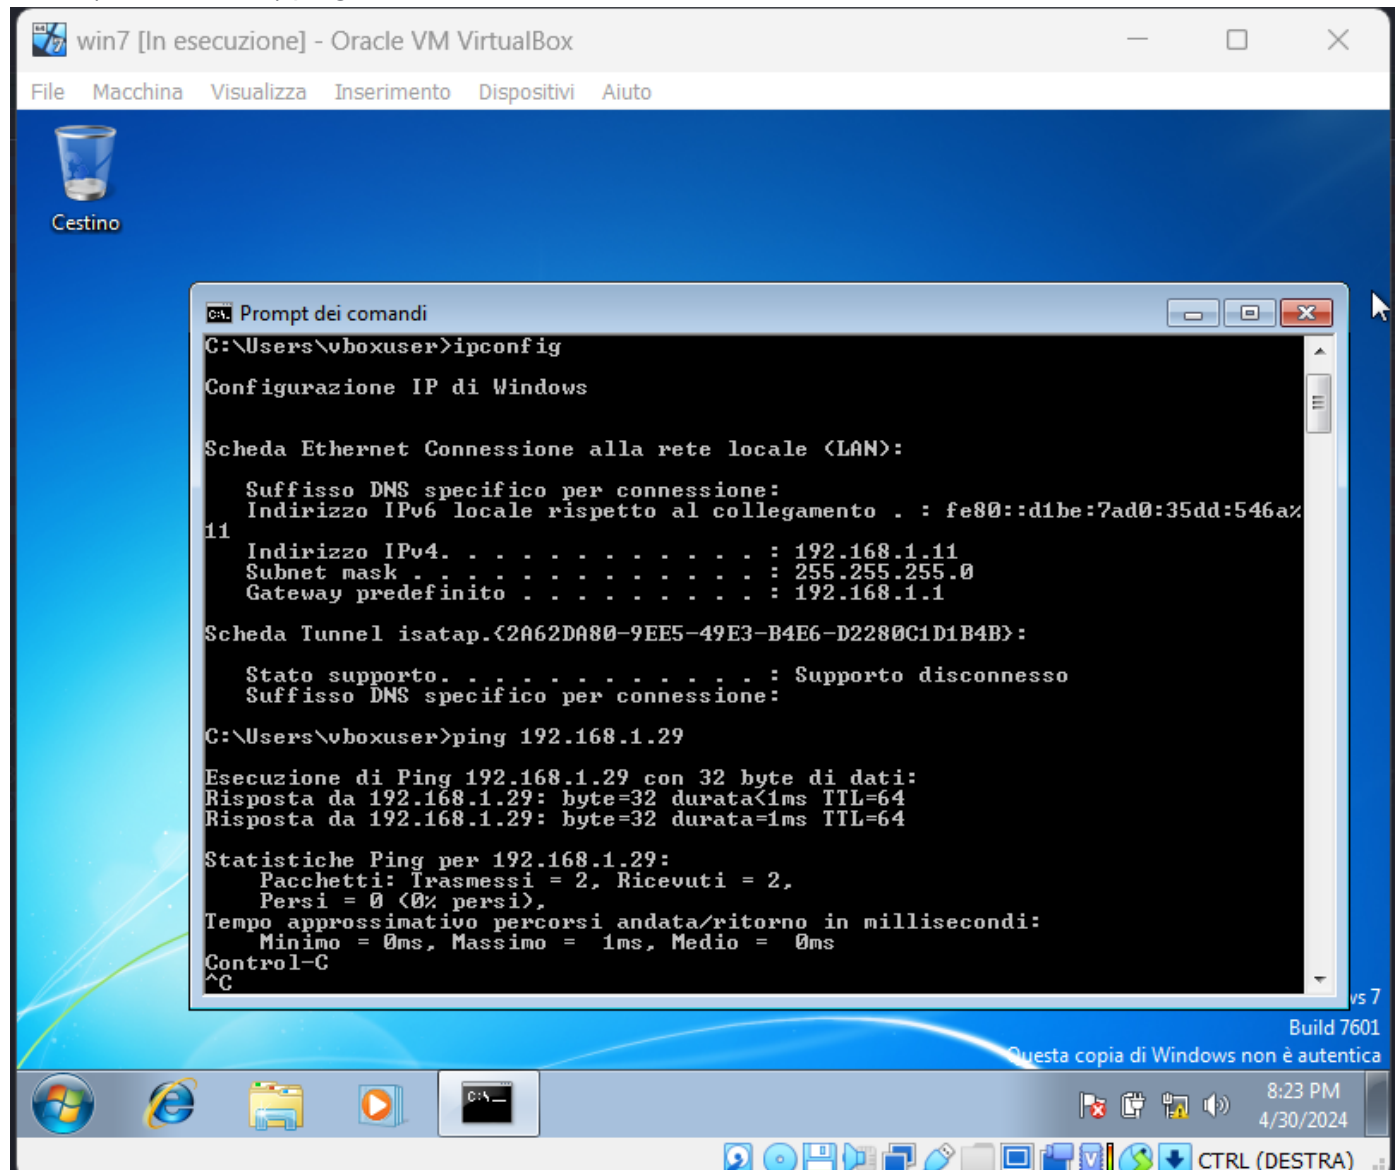 win7 [In esecuzione] - Oracle VM VirtualBox
File Macchina Visualizza Inserimento Dispositivi Aiuto
Cestino
Prompt dei comandi
C:\Users\vboxuser>ipconfig
Configurazione IP di Windows
Scheda Ethernet Connessione alla rete locale (LAN):
Suffisso DNS specifico per connessione:
Indirizzo IPv6 locale rispetto al collegamento . : fe80::d1be:7ad0:35dd:546a%
11
Indirizzo IPv4. . . . . . . . . . . . : 192.168.1.11
Subnet mask . . . . . . . . . . . . . : 255.255.255.0
Gateway predefinito . . . . . . . . . : 192.168.1.1
Scheda Tunnel isatap.{2A62DA80-9EE5-49E3-B4E6-D2280C1D1B4B}:
Stato supporto. . . . . . . . . . . . : Supporto disconnesso
Suffisso DNS specifico per connessione:
C:\Users\vboxuser>ping 192.168.1.29
Esecuzione di Ping 192.168.1.29 con 32 byte di dati:
Risposta da 192.168.1.29: byte=32 durata<1ms TTL=64
Risposta da 192.168.1.29: byte=32 durata=1ms TTL=64
Statistiche Ping per 192.168.1.29:
Pacchetti: Trasmessi = 2, Ricevuti = 2,
Persi = 0 (0% persi),
Tempo approssimativo percorsi andata/ritorno in millisecondi:
Minimo = 0ms, Massimo =  1ms, Medio =  0ms
Control-C
^C
7
Build 7601
Questa copia di Windows non è autentica
8:23 PM
4/30/2024
CTRL (DESTRA)